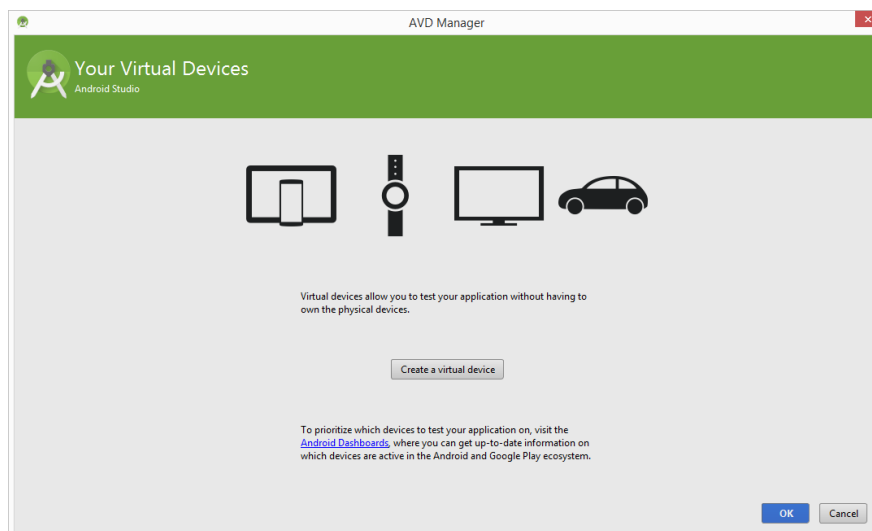 AVD Manager
Your Virtual Devices
Android Studio
Virtual devices allow you to test your application without having to
own the physical devices.
Create a virtual device
To prioritize which devices to test your application on, visit the
Android Dashboards, where you can get up-to-date information on
which devices are active in the Android and Google Play ecosystem.
OK
Cancel